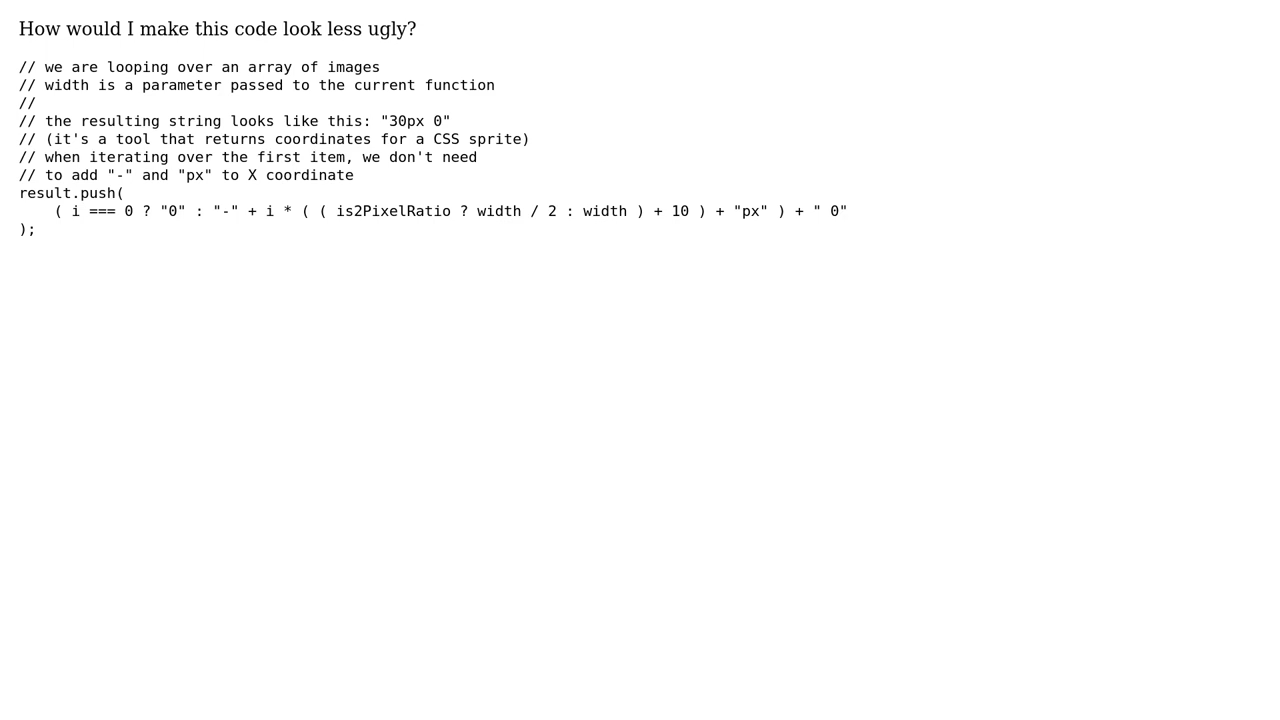 How would I make this code look less ugly?
// we are looping over an array of images
// width is a parameter passed to the current function
//
// the resulting string looks like this: "30px 0"
// (it's a tool that returns coordinates for a CSS sprite)
// when iterating over the first item, we don't need
// to add "-" and "px" to X coordinate
result.push(
    ( i === 0 ? "0" : "-" + i * ( ( is2PixelRatio ? width / 2 : width ) + 10 ) + "px" ) + " 0"
);